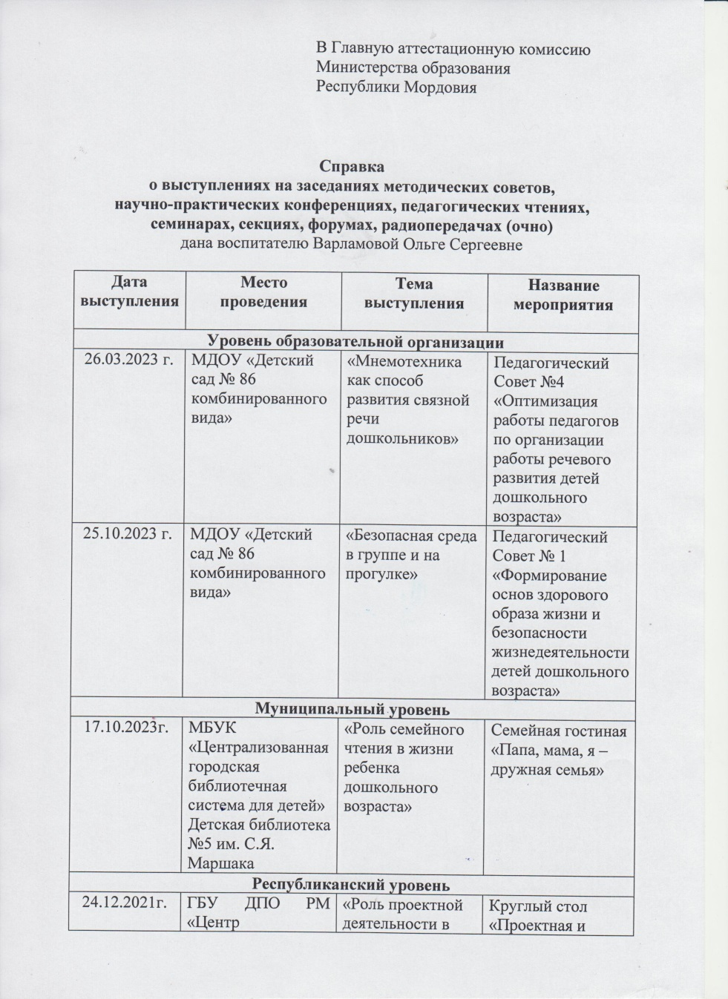 В Главную аттестационную комиссию
Министерства образования
Республики Мордовия
Справка
о выступлениях на заседаниях методических советов,
научно-практических конференциях, педагогических чтениях,
семинарах, секциях, форумах, радиопередачах (очно)
дана воспитателю Варламовой Ольге Сергеевне
Дата
выступления
Место
проведения
Тема
выступления
Название
мероприятия
Уровень образовательной организации
26.03.2023 г.
МДОУ «Детский
сад № 86
комбинированного
вида»
«Мнемотехника
как способ
развития связной
речи
дошкольников»
Педагогический
Совет №4
«Оптимизация
работы педагогов
по организации
работы речевого
развития детей
дошкольного
возраста»
25.10.2023 г.
МДОУ «Детский
сад № 86
комбинированного
вида»
«Безопасная среда
в группе и на
прогулке»
Педагогический
Совет № 1
«Формирование
основ здорового
образа жизни и
безопасности
жизнедеятельности
детей дошкольного
возраста»
Муниципальный уровень
17.10.2023г.
МБУК
«Централизованная
городская
библиотечная
система для детей»
Детская библиотека
№5 им. С.Я.
Маршака
«Роль семейного
чтения в жизни
ребенка
дошкольного
возраста»
Семейная гостиная
«Папа, мама, я –
дружная семья»
Республиканский уровень
24.12.2021г.
ГБУ ДПО РМ
«Центр
«Роль проектной
деятельности в
Круглый стол
«Проектная и